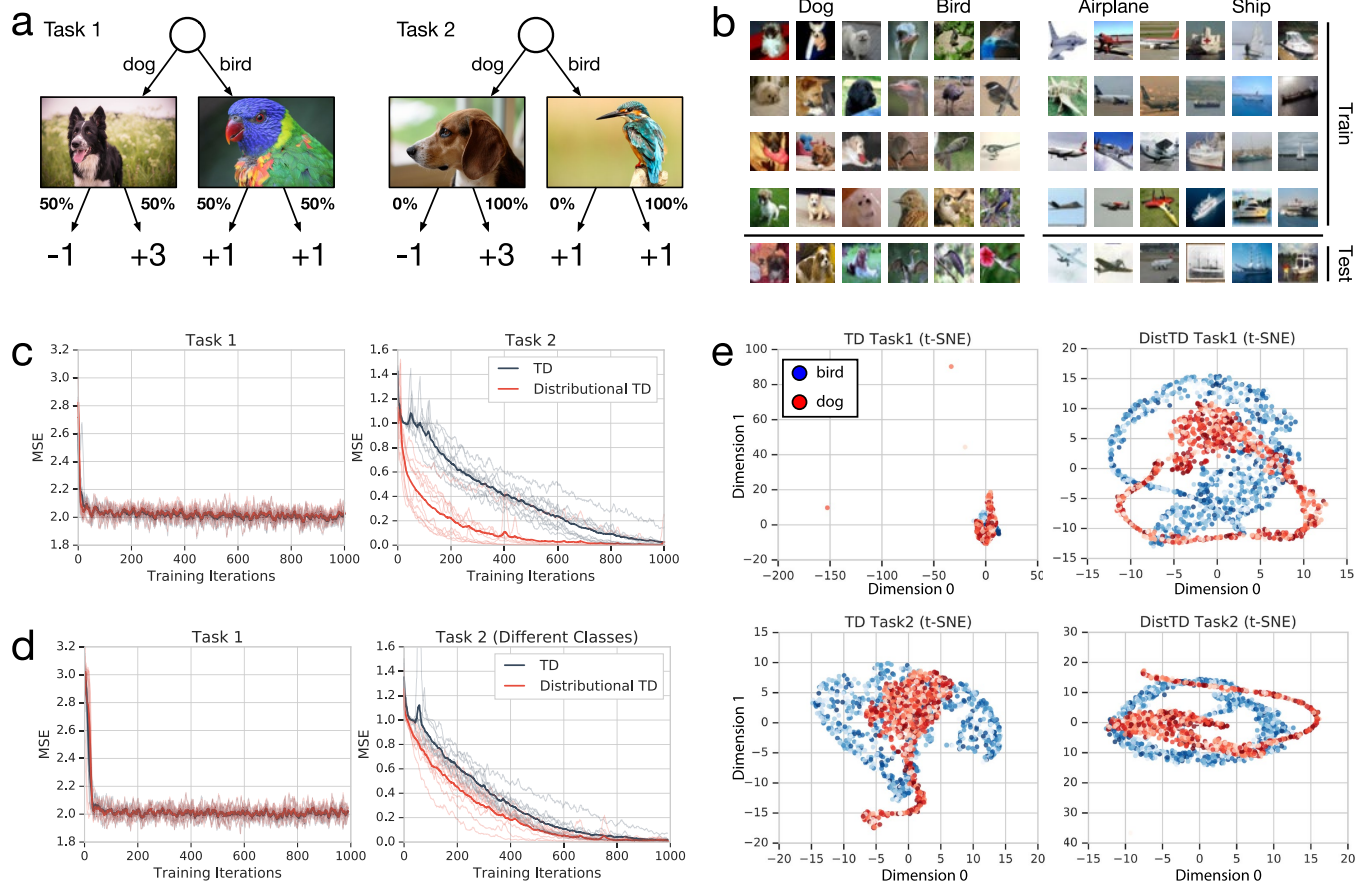 a
Task 1
dog
bird
50%
50%
50%
50%
-1
+3
+1
+1
Task 2
dog
bird
0%
100%
0%
100%
-1
+3
+1
+1
b
Dog
Bird
Airplane
Ship
Train
Test
c
Task 1
MSE
3.2
3.0
2.8
2.6
2.4
2.2
2.0
1.8
0 200 400 600 800 1000
Training Iterations
Task 2
TD
Distributional TD
MSE
1.6
1.4
1.2
1.0
0.8
0.6
0.4
0.2
0.0
0 200 400 600 800 1000
Training Iterations
d
Task 1
MSE
3.2
3.0
2.8
2.6
2.4
2.2
2.0
1.8
0 200 400 600 800 1000
Training Iterations
Task 2 (Different Classes)
TD
Distributional TD
MSE
1.6
1.4
1.2
1.0
0.8
0.6
0.4
0.2
0.0
0 200 400 600 800 1000
Training Iterations
e
TD Task1 (t-SNE)
bird
dog
Dimension 1
100
80
60
40
20
0
−20
−200 −150 −100 −50 0 50
Dimension 0
DistTD Task1 (t-SNE)
20
15
10
5
0
−5
−10
−15
−15 −10 −5 0 5 10 15
Dimension 0
TD Task2 (t-SNE)
Dimension 1
15
10
5
0
−5
−10
−15
−20
−20 −15 −10 −5 0 5 10 15 20
Dimension 0
DistTD Task2 (t-SNE)
30
20
10
0
10
20
30
40
−15 −10 −5 0 5 10 15 20
Dimension 0